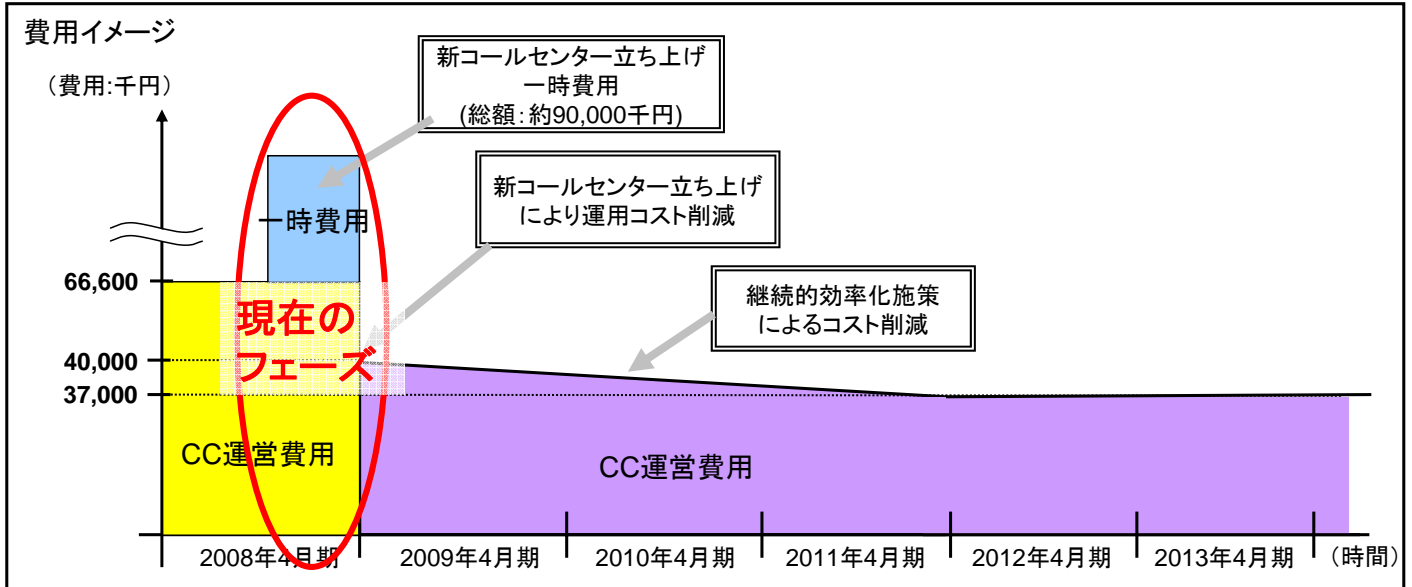 費用イメージ
(費用:千円)
新コールセンター立ち上げ
一時費用
(総額:約90,000千円)
新コールセンター立ち上げ
により運用コスト削減
一時費用
66,600
継続的効率化施策
によるコスト削減
現在の
フェーズ
40,000
37,000
CC運営費用
CC運営費用
2008年4月期
2009年4月期
2010年4月期
2011年4月期
2012年4月期
2013年4月期
(時間)